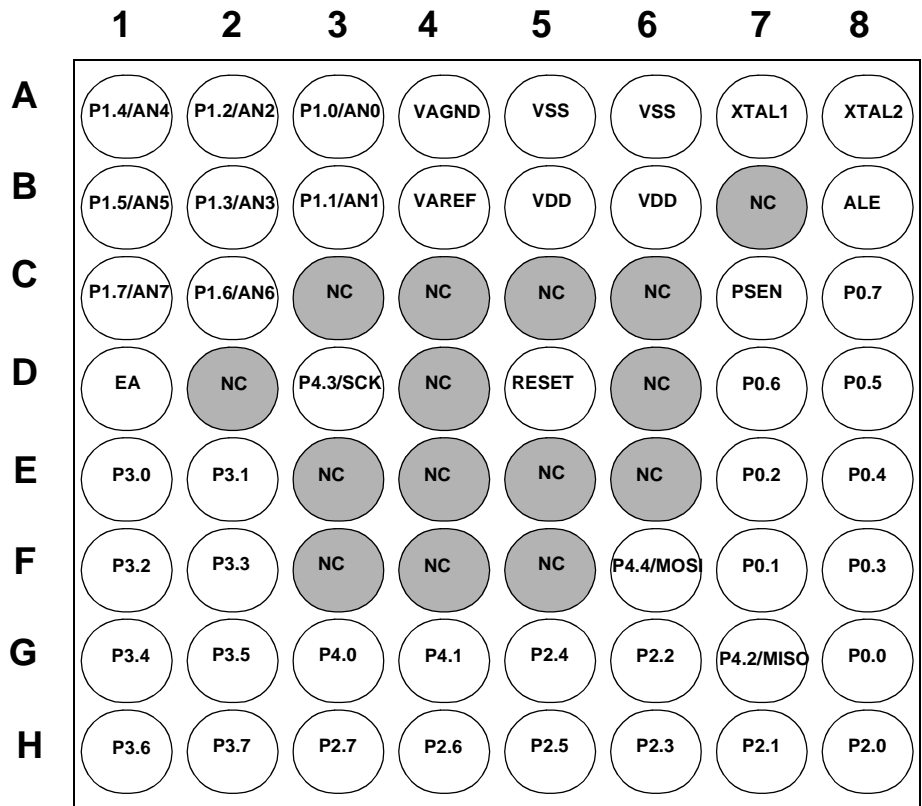 1 2 3 4 5 6 7 8
A P1.4/AN4 P1.2/AN2 P1.0/AN0 VAGND VSS VSS XTAL1 XTAL2
B P1.5/AN5 P1.3/AN3 P1.1/AN1 VAREF VDD VDD NC ALE
C P1.7/AN7 P1.6/AN6 NC NC NC NC PSEN P0.7
D EA NC P4.3/SCK NC RESET NC P0.6 P0.5
E P3.0 P3.1 NC NC NC NC P0.2 P0.4
F P3.2 P3.3 NC NC NC P4.4/MOSI P0.1 P0.3
G P3.4 P3.5 P4.0 P4.1 P2.4 P2.2 P4.2/MISO P0.0
H P3.6 P3.7 P2.7 P2.6 P2.5 P2.3 P2.1 P2.0